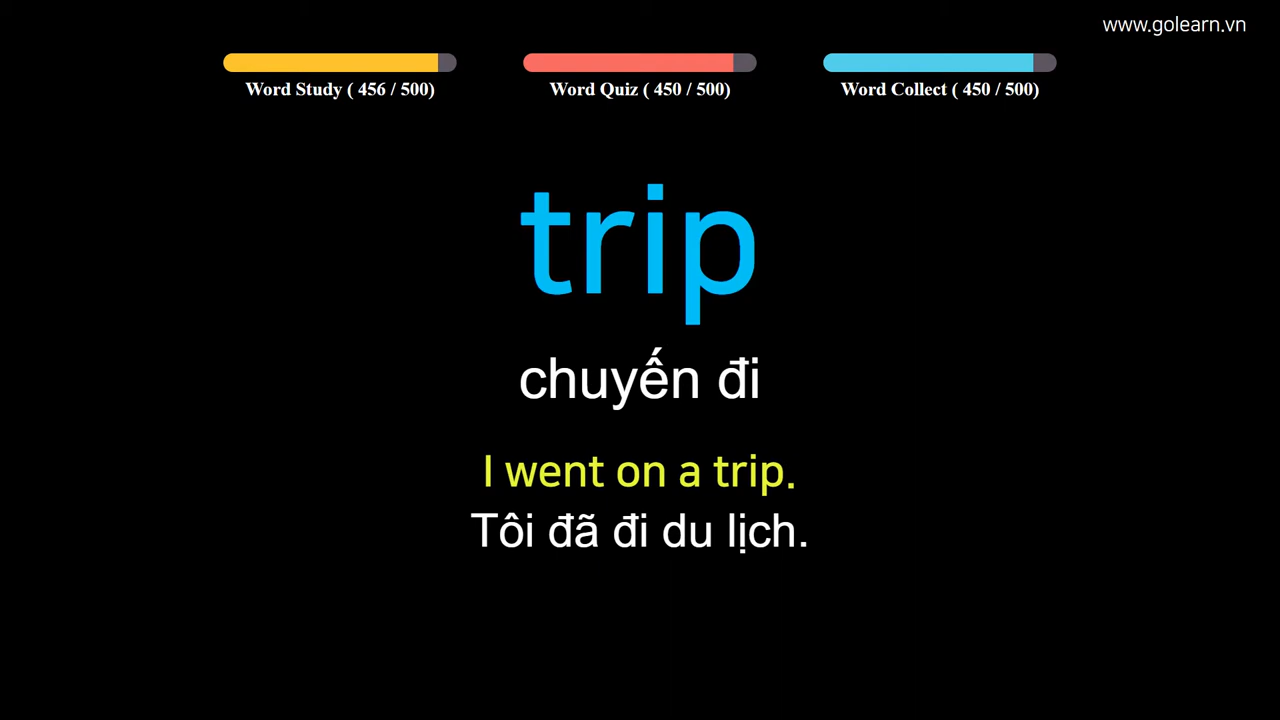 www.golearn.vn
Word Study ( 456 / 500)
Word Quiz ( 450 / 500)
Word Collect ( 450 / 500)
trip
chuyến đi
I went on a trip.
Tôi đã đi du lịch.